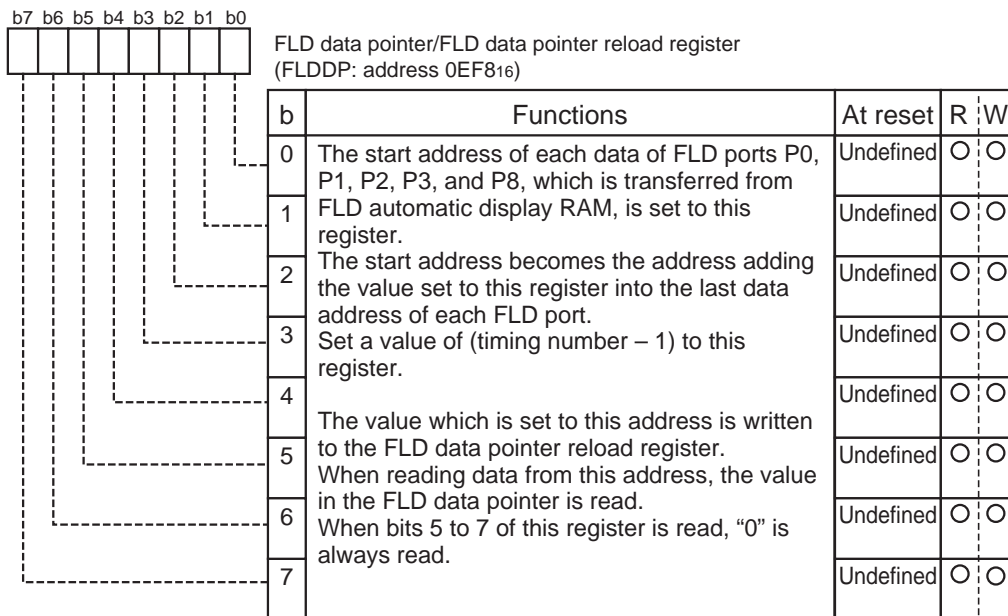 b7 b6 b5 b4 b3 b2 b1 b0
FLD data pointer/FLD data pointer reload register
(FLDDP: address 0EF816)
b Functions At reset R W
0 The start address of each data of FLD ports P0, Undefined O O
P1, P2, P3, and P8, which is transferred from
1 FLD automatic display RAM, is set to this Undefined O O
register.
The start address becomes the address adding
2 the value set to this register into the last data Undefined O O
address of each FLD port.
3 Set a value of (timing number – 1) to this Undefined O O
register.
4 Undefined O O
The value which is set to this address is written
5 to the FLD data pointer reload register. Undefined O O
When reading data from this address, the value
in the FLD data pointer is read.
6 When bits 5 to 7 of this register is read, “0” is Undefined O O
always read.
7 Undefined O O